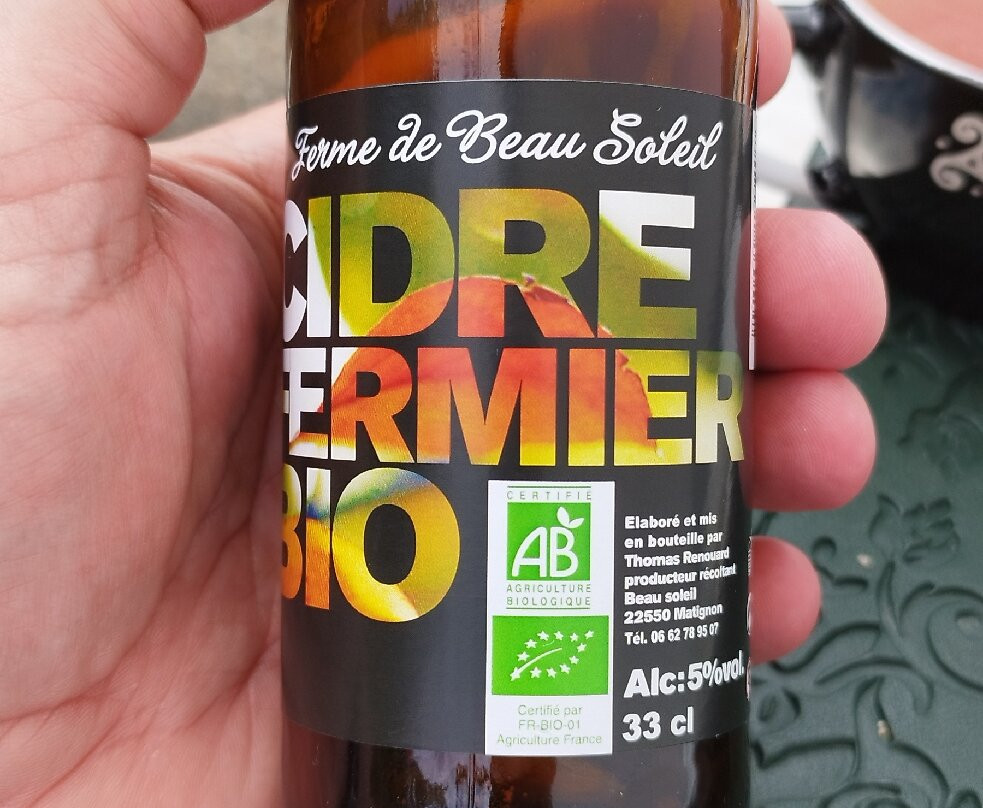 Ferme de Beau Soleil
CIDRE
FERMIER
BIO
CERTIFIÉ
AB
AGRICULTURE
BIOLOGIQUE
Certifié par
FR-BIO-01
Agriculture France
Elaboré et mis
en bouteille par
Thomas Renouard
producteur récoltant
Beau soleil
22550 Matignon
Tél. 06 62 78 95 07
Alc:5%vol.
33 cl